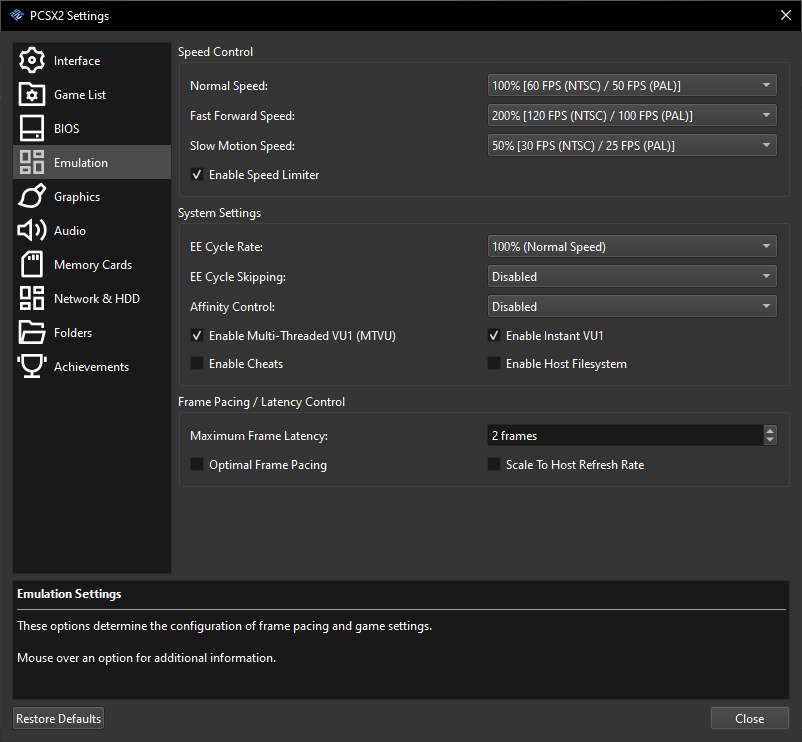 PCSX2 Settings
Interface
Game List
BIOS
Emulation
Graphics
Audio
Memory Cards
Network & HDD
Folders
Achievements
Speed Control
Normal Speed: 100% [60 FPS (NTSC) / 50 FPS (PAL)]
Fast Forward Speed: 200% [120 FPS (NTSC) / 100 FPS (PAL)]
Slow Motion Speed: 50% [30 FPS (NTSC) / 25 FPS (PAL)]
Enable Speed Limiter
System Settings
EE Cycle Rate: 100% (Normal Speed)
EE Cycle Skipping: Disabled
Affinity Control: Disabled
Enable Multi-Threaded VU1 (MTVU) Enable Instant VU1
Enable Cheats Enable Host Filesystem
Frame Pacing / Latency Control
Maximum Frame Latency: 2 frames
Optimal Frame Pacing Scale To Host Refresh Rate
Emulation Settings
These options determine the configuration of frame pacing and game settings.
Mouse over an option for additional information.
Restore Defaults Close